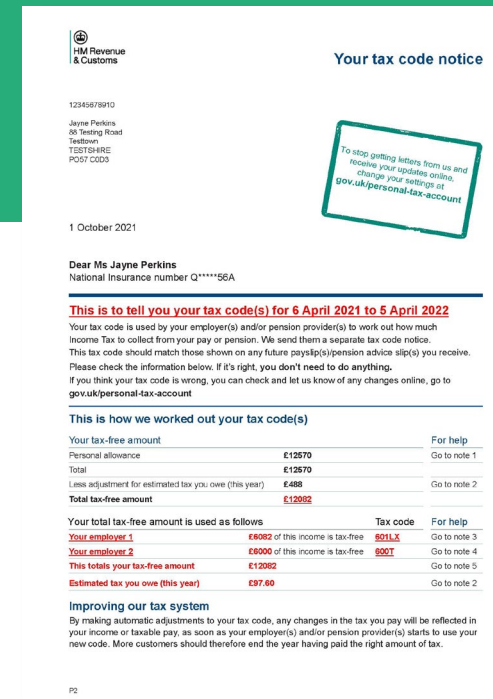 HM Revenue
& Customs
Your tax code notice
12345678910
Jayne Perkins
88 Testing Road
Testtown
TESTSHIRE
PO57 C0D3
To stop getting letters from us and
receive your updates online,
change your settings at
gov.uk/personal-tax-account
1 October 2021
Dear Ms Jayne Perkins
National Insurance number Q*****56A
This is to tell you your tax code(s) for 6 April 2021 to 5 April 2022
Your tax code is used by your employer(s) and/or pension provider(s) to work out how much
Income Tax to collect from your pay or pension. We send them a separate tax code notice.
This tax code should match those shown on any future payslip(s)/pension advice slip(s) you receive.
Please check the information below. If it's right, you don't need to do anything.
If you think your tax code is wrong, you can check and let us know of any changes online, go to
gov.uk/personal-tax-account
This is how we worked out your tax code(s)
Your tax-free amount For help
Personal allowance £12570 Go to note 1
Total £12570
Less adjustment for estimated tax you owe (this year) £488 Go to note 2
Total tax-free amount £12082
Your total tax-free amount is used as follows Tax code For help
Your employer 1 £6082 of this income is tax-free 601LX Go to note 3
Your employer 2 £6000 of this income is tax-free 600T Go to note 4
This totals your tax-free amount £12082 Go to note 5
Estimated tax you owe (this year) £97.60 Go to note 2
Improving our tax system
By making automatic adjustments to your tax code, any changes in the tax you pay will be reflected in
your income or taxable pay, as soon as your employer(s) and/or pension provider(s) starts to use your
new code. More customers should therefore end the year having paid the right amount of tax.
P2